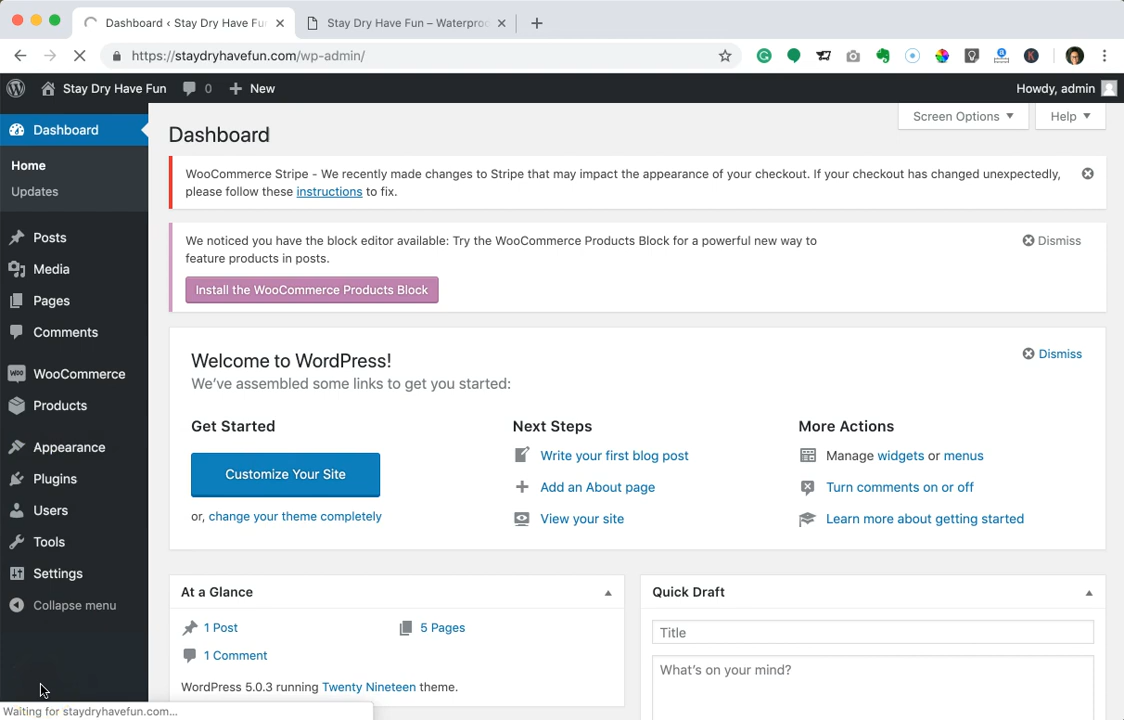 Dashboard ‹ Stay Dry Have Fu
Stay Dry Have Fun – Waterproo
https://staydryhavefun.com/wp-admin/
Stay Dry Have Fun
0
New
Howdy, admin
Dashboard
Home
Updates
Posts
Media
Pages
Comments
WooCommerce
Products
Appearance
Plugins
Users
Tools
Settings
Collapse menu
Screen Options
Help
Dashboard
WooCommerce Stripe - We recently made changes to Stripe that may impact the appearance of your checkout. If your checkout has changed unexpectedly,
please follow these instructions to fix.
We noticed you have the block editor available: Try the WooCommerce Products Block for a powerful new way to
feature products in posts.
Dismiss
Install the WooCommerce Products Block
Welcome to WordPress!
Dismiss
We've assembled some links to get you started:
Get Started
Customize Your Site
or, change your theme completely
Next Steps
Write your first blog post
Add an About page
View your site
More Actions
Manage widgets or menus
Turn comments on or off
Learn more about getting started
At a Glance
1 Post
5 Pages
1 Comment
WordPress 5.0.3 running Twenty Nineteen theme.
Quick Draft
Title
What's on your mind?
Waiting for staydryhavefun.com...